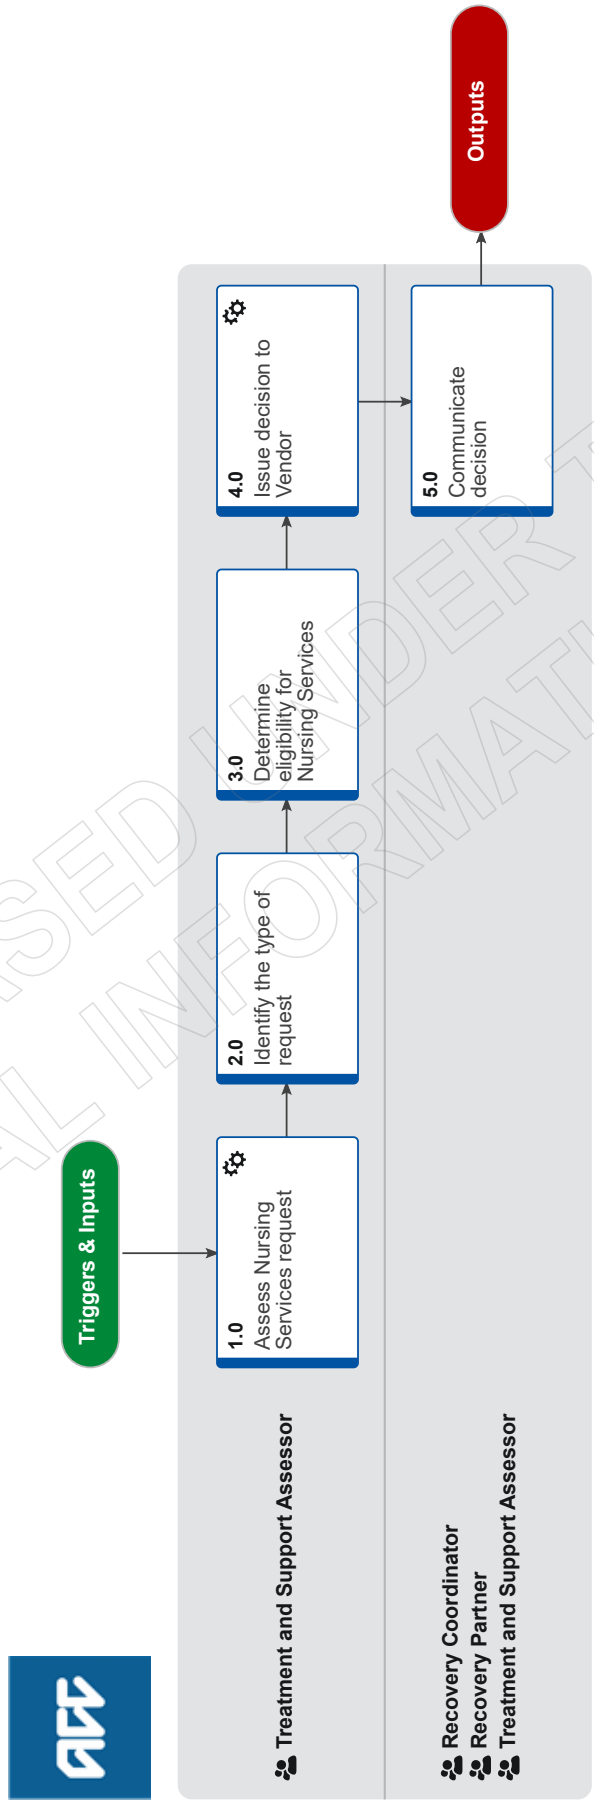 acc
Triggers & Inputs
Treatment and Support Assessor
1.0
Assess Nursing
Services request
2.0
Identify the type of
request
3.0
Determine
eligibility for
Nursing Services
4.0
Issue decision to
Vendor
Recovery Coordinator
Recovery Partner
Treatment and Support Assessor
5.0
Communicate
decision
Outputs
UNDER